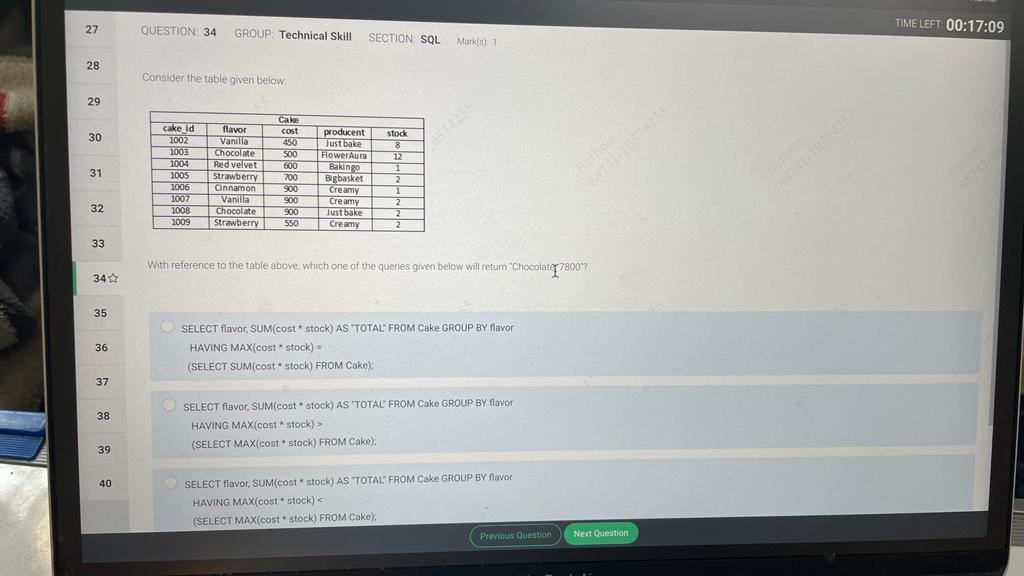 TIME LEFT: 00:17:09
QUESTION: 34 GROUP: Technical Skill SECTION: SQL Mark(s): 1
27
28
29
30
31
32
33
34☆
35
36
37
38
39
40
Consider the table given below:
Cake
cake_id flavor cost producent stock
1002 Vanilla 450 Just bake 8
1003 Chocolate 500 FlowerAura 12
1004 Red velvet 600 Bakingo 1
1005 Strawberry 700 Bigbasket 2
1006 Cinnamon 900 Creamy 1
1007 Vanilla 900 Creamy 2
1008 Chocolate 900 Just bake 2
1009 Strawberry 550 Creamy 2
With reference to the table above, which one of the queries given below will return "Chocolate 7800"?
SELECT flavor, SUM(cost * stock) AS "TOTAL" FROM Cake GROUP BY flavor
HAVING MAX(cost * stock) =
(SELECT SUM(cost * stock) FROM Cake);
SELECT flavor, SUM(cost * stock) AS "TOTAL" FROM Cake GROUP BY flavor
HAVING MAX(cost * stock) >
(SELECT MAX(cost * stock) FROM Cake);
SELECT flavor, SUM(cost * stock) AS "TOTAL" FROM Cake GROUP BY flavor
HAVING MAX(cost * stock) <
(SELECT MAX(cost * stock) FROM Cake);
Previous Question Next Question